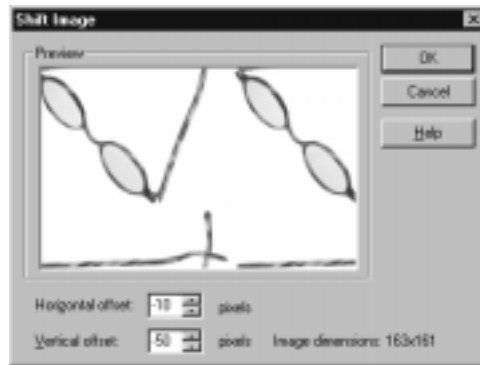 Shift Image
Preview
OK
Cancel
Help
Horizontal offset: -10 pixels
Vertical offset: -50 pixels Image dimensions: 163x161